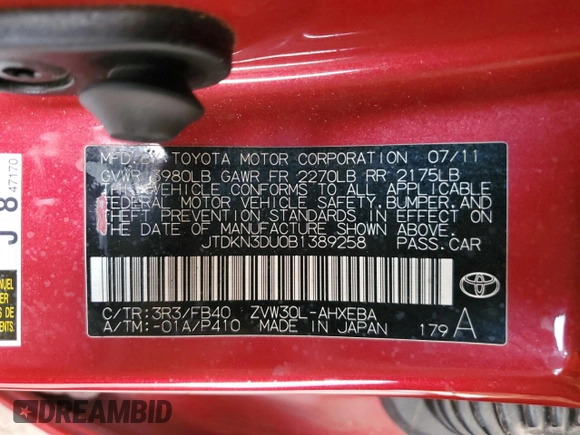 MFD. BY TOYOTA MOTOR CORPORATION 07/11
GVWR 3980LB GAWR FR 2270LB RR 2175LB
THIS VEHICLE CONFORMS TO ALL APPLICABLE
FEDERAL MOTOR VEHICLE SAFETY, BUMPER, AND
THEFT PREVENTION STANDARDS IN EFFECT ON
THE DATE OF MANUFACTURE SHOWN ABOVE.
JTDKN3DU0B1389258 PASS.CAR
C/TR: 3R3/FB40 ZVW30L-AHXEBA
A/TM: -01A/P410 MADE IN JAPAN 179 A
J 8 47170
DREAMBID